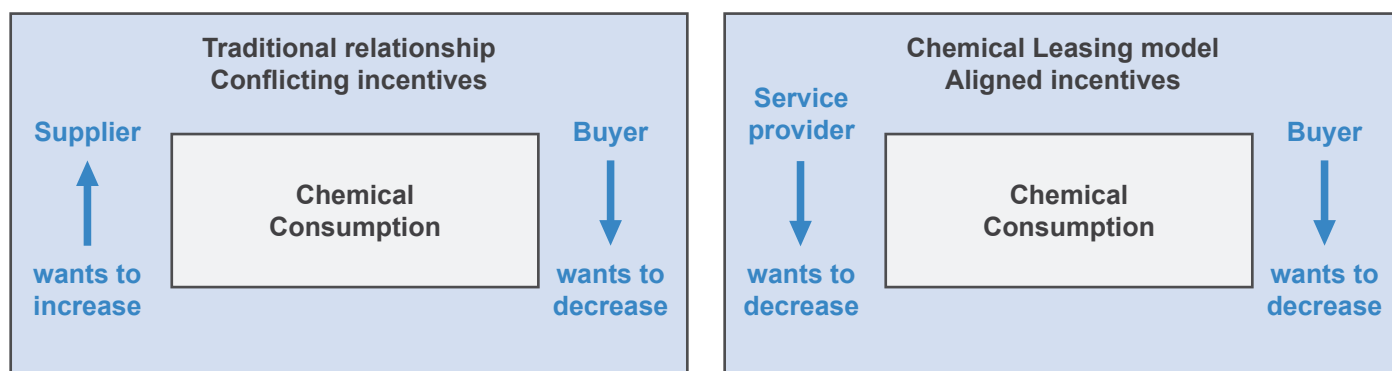 Traditional relationship
Conflicting incentives
Supplier
wants to
increase
Chemical
Consumption
Buyer
wants to
decrease
Chemical Leasing model
Aligned incentives
Service
provider
wants to
decrease
Chemical
Consumption
Buyer
wants to
decrease